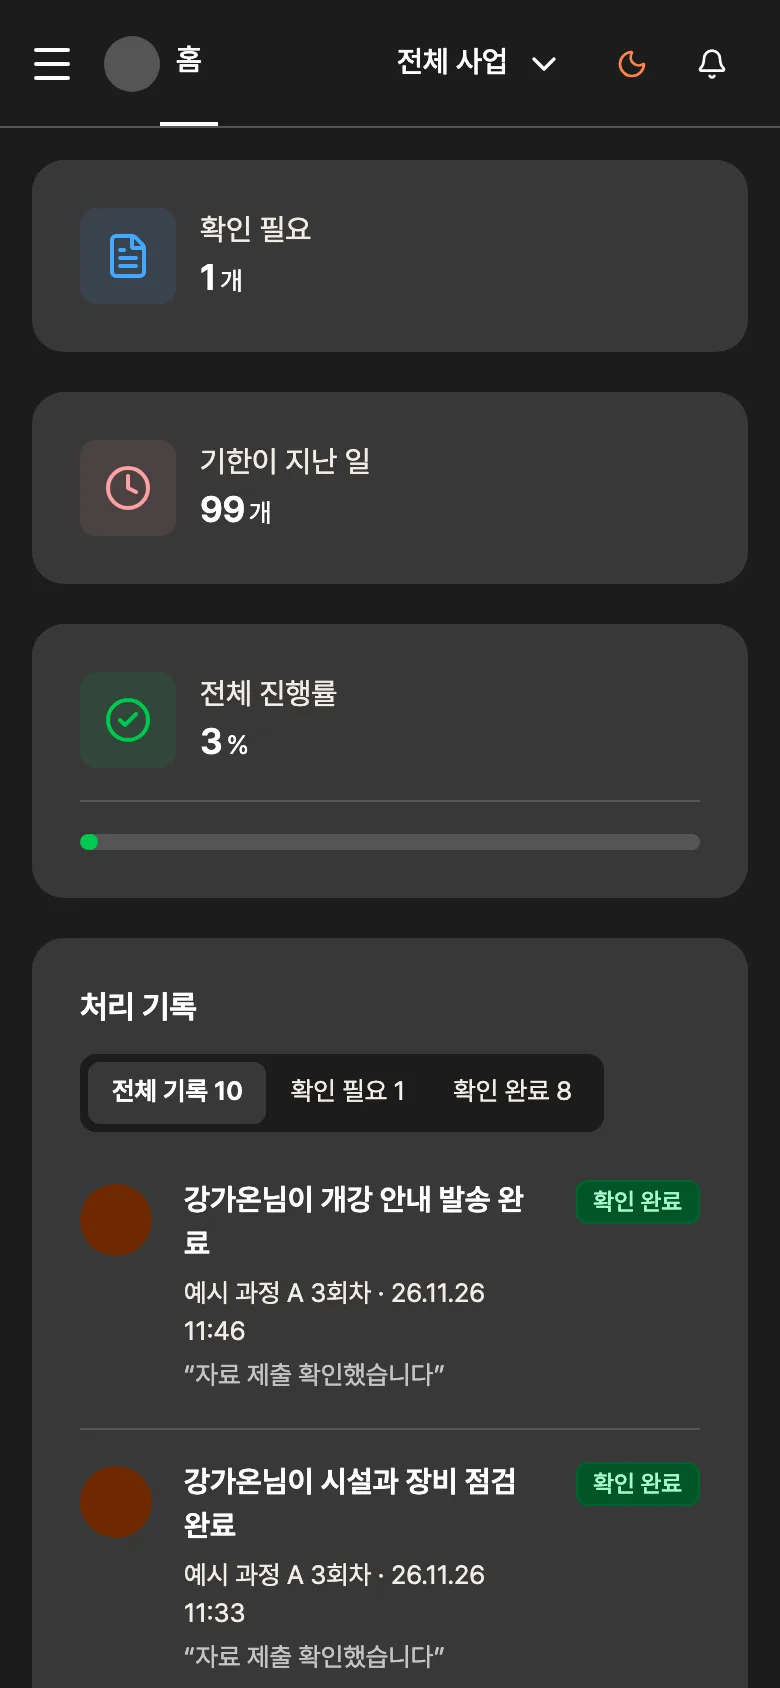 홈
전체 사업
확인 필요
1개
기한이 지난 일
99개
전체 진행률
3%
처리 기록
전체 기록 10
확인 필요 1
확인 완료 8
강가온님이 개강 안내 발송 완
료
확인 완료
예시 과정 A 3회차 · 26.11.26
11:46
“자료 제출 확인했습니다”
강가온님이 시설과 장비 점검
완료
확인 완료
예시 과정 A 3회차 · 26.11.26
11:33
“자료 제출 확인했습니다”